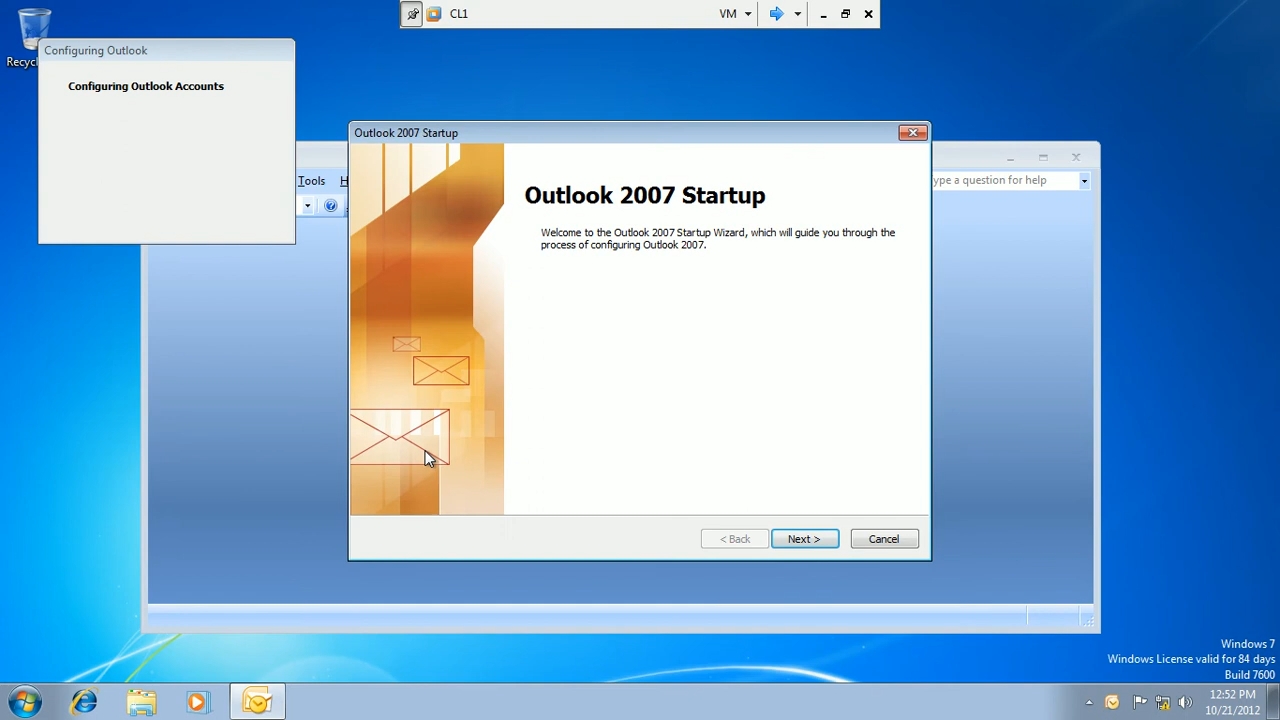 CL1
VM
Recycl
Configuring Outlook
Configuring Outlook Accounts
Outlook 2007 Startup
Tools
H
ype a question for help
Outlook 2007 Startup
Welcome to the Outlook 2007 Startup Wizard, which will guide you through the
process of configuring Outlook 2007.
< Back
Next >
Cancel
Windows 7
Windows License valid for 84 days
Build 7600
12:52 PM
10/21/2012